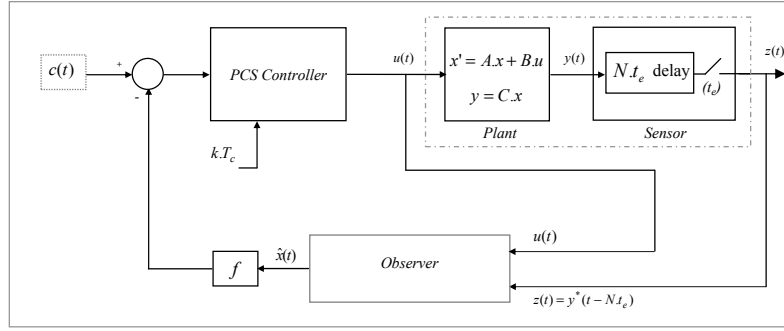 c(t)
+
-
PCS Controller
k.T_c
u(t)
x' = A.x + B.u
y = C.x
Plant
y(t)
N.t_e delay
(t_e)
Sensor
z(t)
u(t)
Observer
x̂(t)
f
z(t) = y*(t − N.t_e)